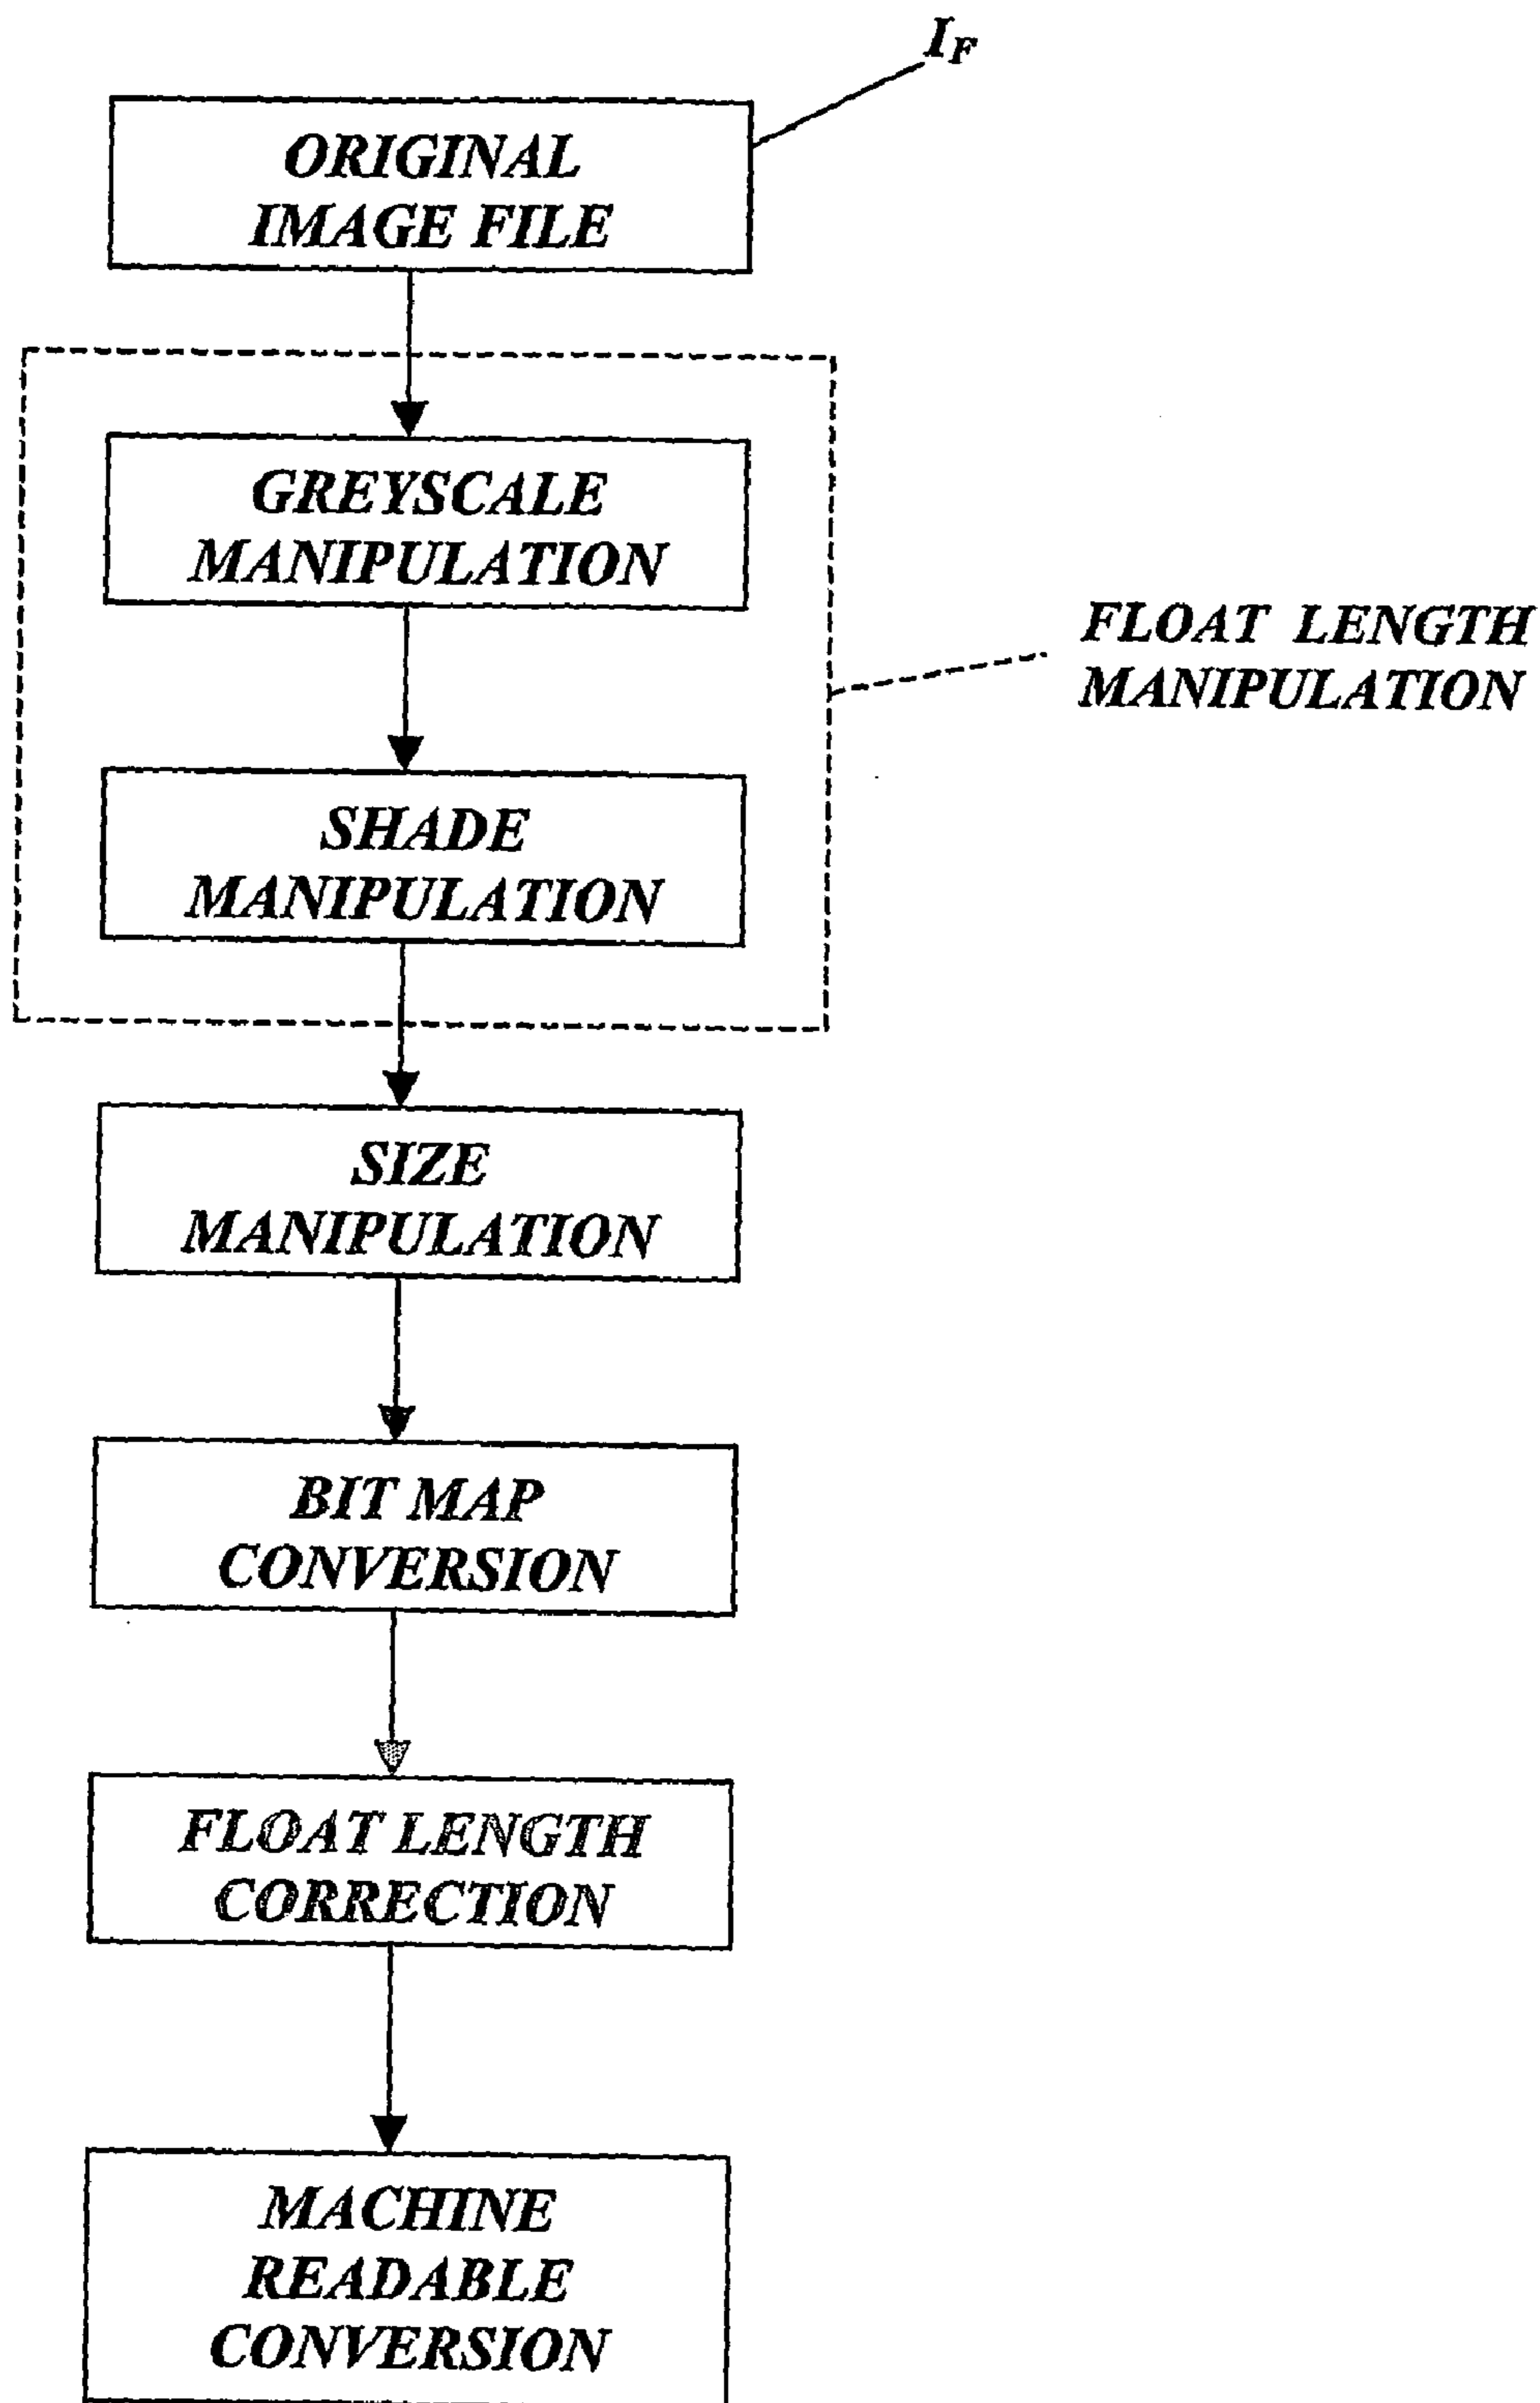 I_F
ORIGINAL
IMAGE FILE
GREYSCALE
MANIPULATION
FLOAT LENGTH
MANIPULATION
SHADE
MANIPULATION
SIZE
MANIPULATION
BIT MAP
CONVERSION
FLOAT LENGTH
CORRECTION
MACHINE
READABLE
CONVERSION